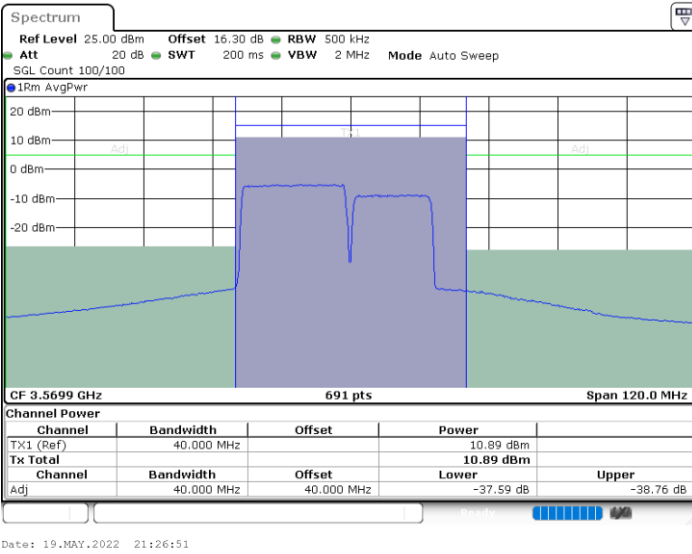 Spectrum
Ref Level 25.00 dBm Offset 16.30 dB RBW 500 kHz
Att 20 dB SWT 200 ms VBW 2 MHz Mode Auto Sweep
SGL Count 100/100
1Rm AvgPwr
20 dBm
TX1
10 dBm
Adj Adj
0 dBm
-10 dBm
-20 dBm
CF 3.5699 GHz 691 pts Span 120.0 MHz
Channel Power
Channel Bandwidth Offset Power
TX1 (Ref) 40.000 MHz 10.89 dBm
Tx Total 10.89 dBm
Channel Bandwidth Offset Lower Upper
Adj 40.000 MHz 40.000 MHz -37.59 dB -38.76 dB
Ready
Date: 19.MAY.2022 21:26:51